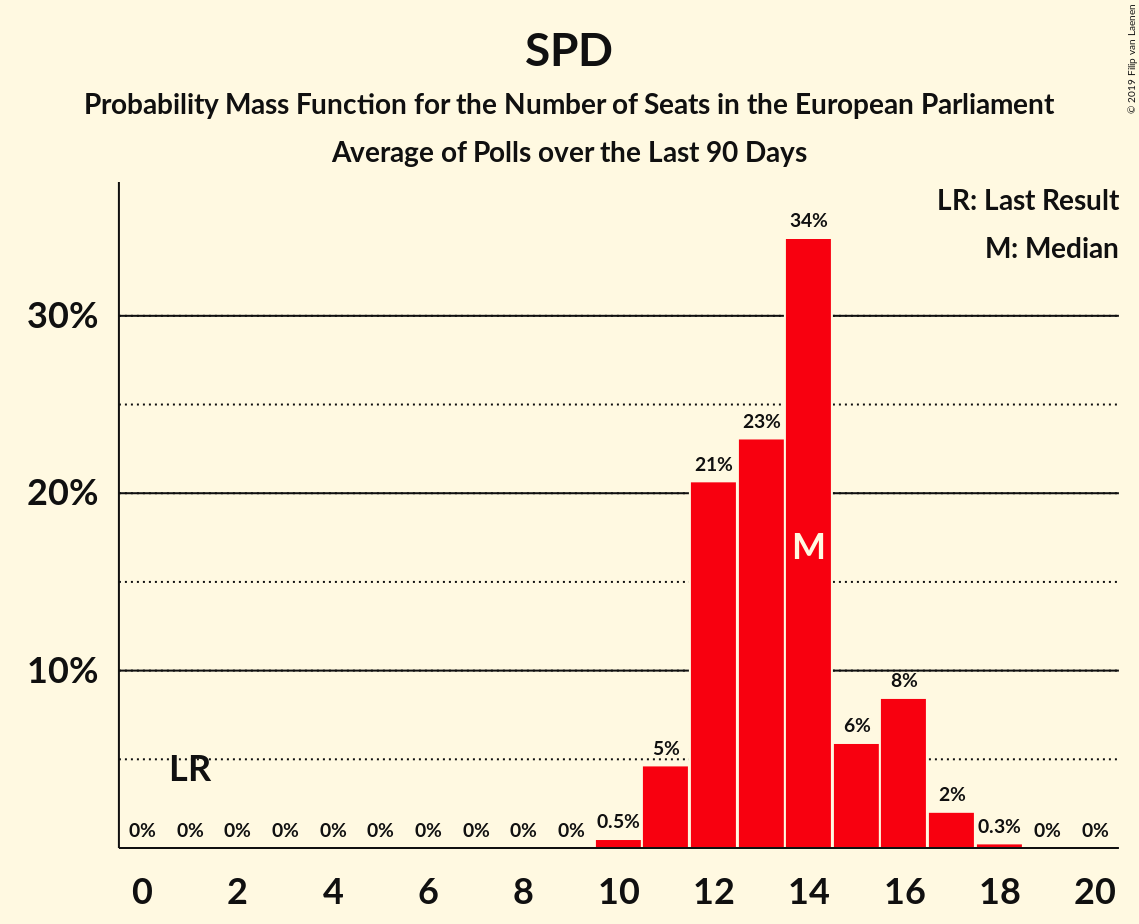 SPD
Probability Mass Function for the Number of Seats in the European Parliament
Average of Polls over the Last 90 Days
© 2019 Filip van Laenen
LR: Last Result
M: Median
34%
30%
23%
21%
20%
M
10%
8%
6%
5%
LR
2%
0% 0% 0% 0% 0% 0% 0% 0% 0% 0% 0.5% 0.3% 0% 0%
0 2 4 6 8 10 12 14 16 18 20